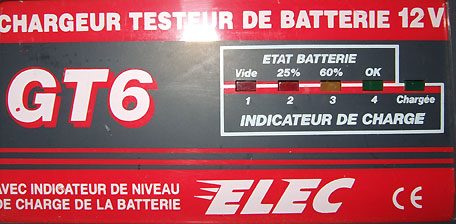 CHARGEUR TESTEUR DE BATTERIE 12V
GT6
ETAT BATTERIE
Vide 25% 60% OK
1 2 3 4 Chargée
INDICATEUR DE CHARGE
AVEC INDICATEUR DE NIVEAU
DE CHARGE DE LA BATTERIE
ELEC
CE